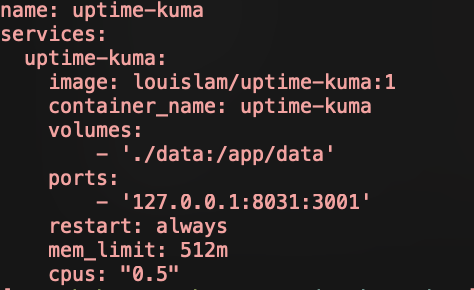 name: uptime-kuma
services:
  uptime-kuma:
    image: louislam/uptime-kuma:1
    container_name: uptime-kuma
    volumes:
        - './data:/app/data'
    ports:
        - '127.0.0.1:8031:3001'
    restart: always
    mem_limit: 512m
    cpus: "0.5"